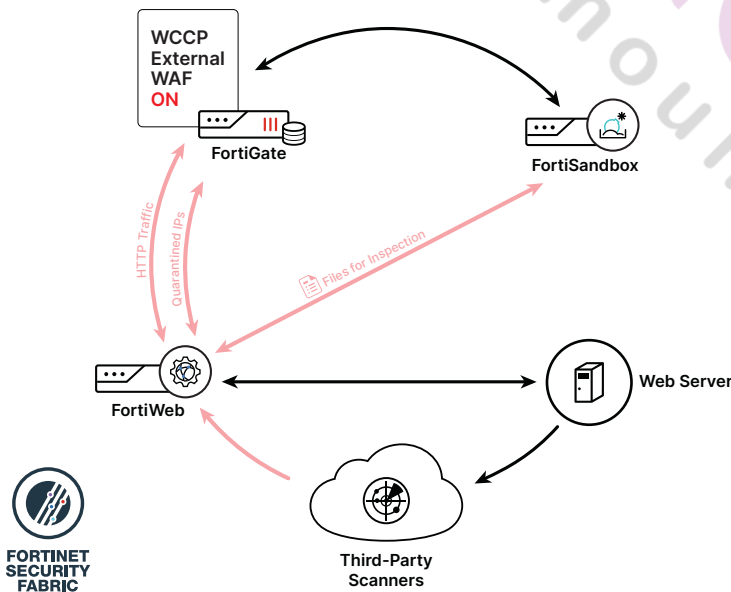 WCCP
External
WAF
ON
FortiGate
FortiSandbox
HTTP Traffic
Quarantined IPs
Files for Inspection
FortiWeb
Web Server
Third-Party
Scanners
FORTINET
SECURITY
FABRIC